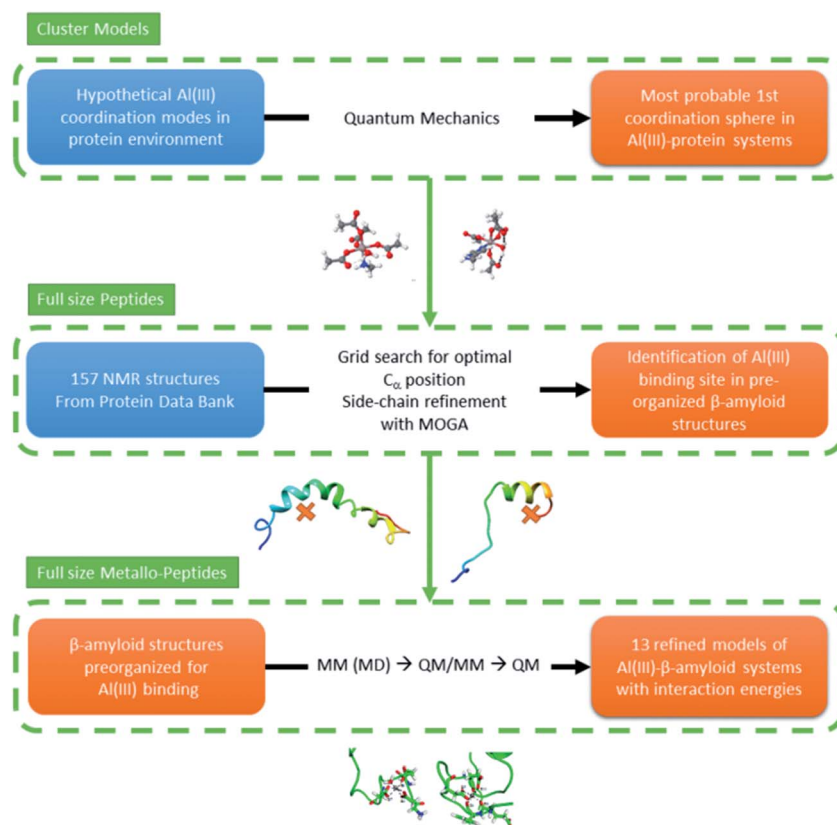 Cluster Models
Hypothetical Al(III)
coordination modes in
protein environment
Quantum Mechanics
Most probable 1st
coordination sphere in
Al(III)-protein systems
Full size Peptides
157 NMR structures
From Protein Data Bank
Grid search for optimal
Cα position
Side-chain refinement
with MOGA
Identification of Al(III)
binding site in pre-
organized β-amyloid
structures
Full size Metallo-Peptides
β-amyloid structures
preorganized for
Al(III) binding
MM (MD) → QM/MM → QM
13 refined models of
Al(III)-β-amyloid systems
with interaction energies